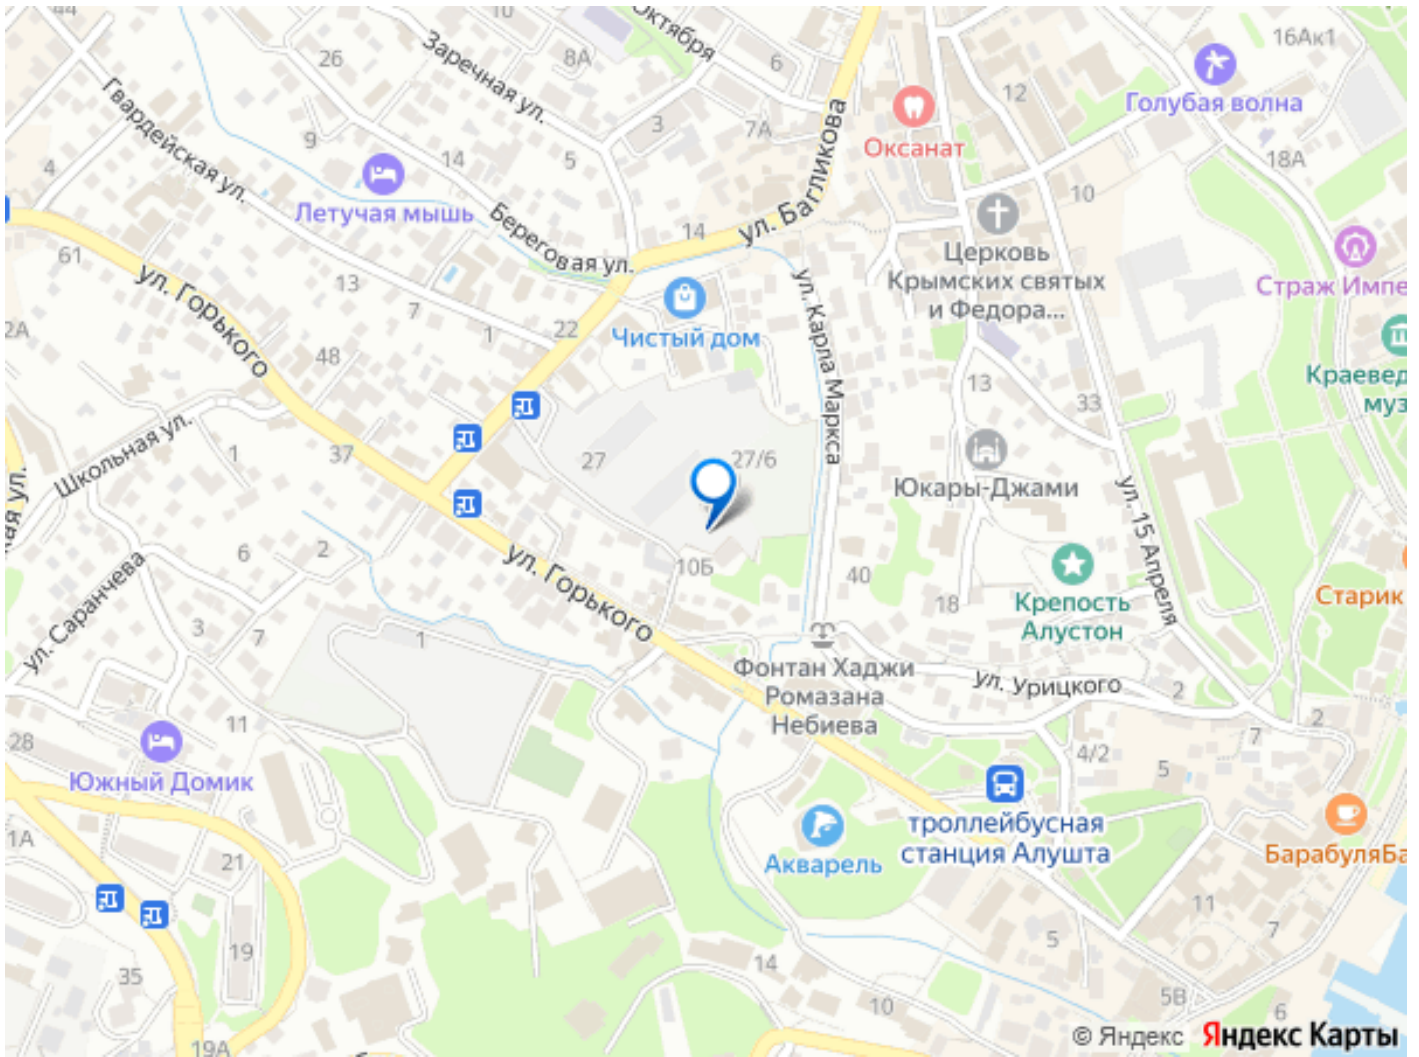 44
10
Октября
16Ак1
26
Заречная ул.
8А
6
Голубая волна
12
Гвардейская ул.
9
3
7А
Оксанат
14
5
18А
4
10
Летучая мышь
Береговая ул.
14
ул. Багликова
Церковь
Крымских святых
и Федора...
61
ул. Горького
13
7
1
22
Чистый дом
ул. Карла Маркса
Страж Импе
2А
48
13
33
Краевед
муз
Школьная ул.
1
37
27
27/6
Юкары-Джами
ул. 15 Апреля
кая ул.
6
2
ул. Горького
10Б
40
18
Крепость
Алустон
Старик
ул. Саранчева
3
7
1
Фонтан Хаджи
Ромазана
Небиева
ул. Урицкого
2
2
7
11
28
Южный Домик
4/2
5
1А
21
Акварель
троллейбусная
станция Алушта
БарабуляБа
11
7
19
5
35
14
10
5В
6
19А
© Яндекс Яндекс Карты